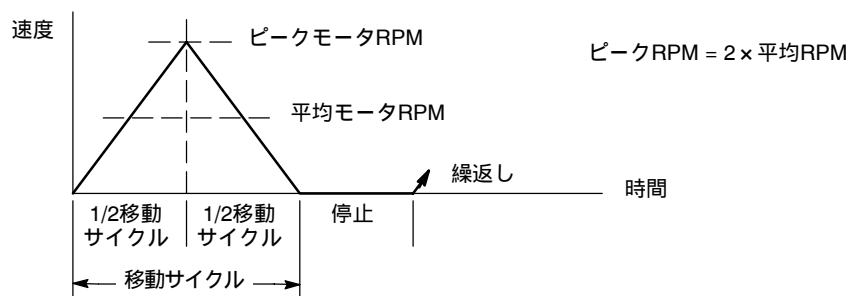 速度
ピークモータRPM
ピークRPM = 2 × 平均RPM
平均モータRPM
繰返し
時間
1/2移動
サイクル
1/2移動
サイクル
停止
移動サイクル